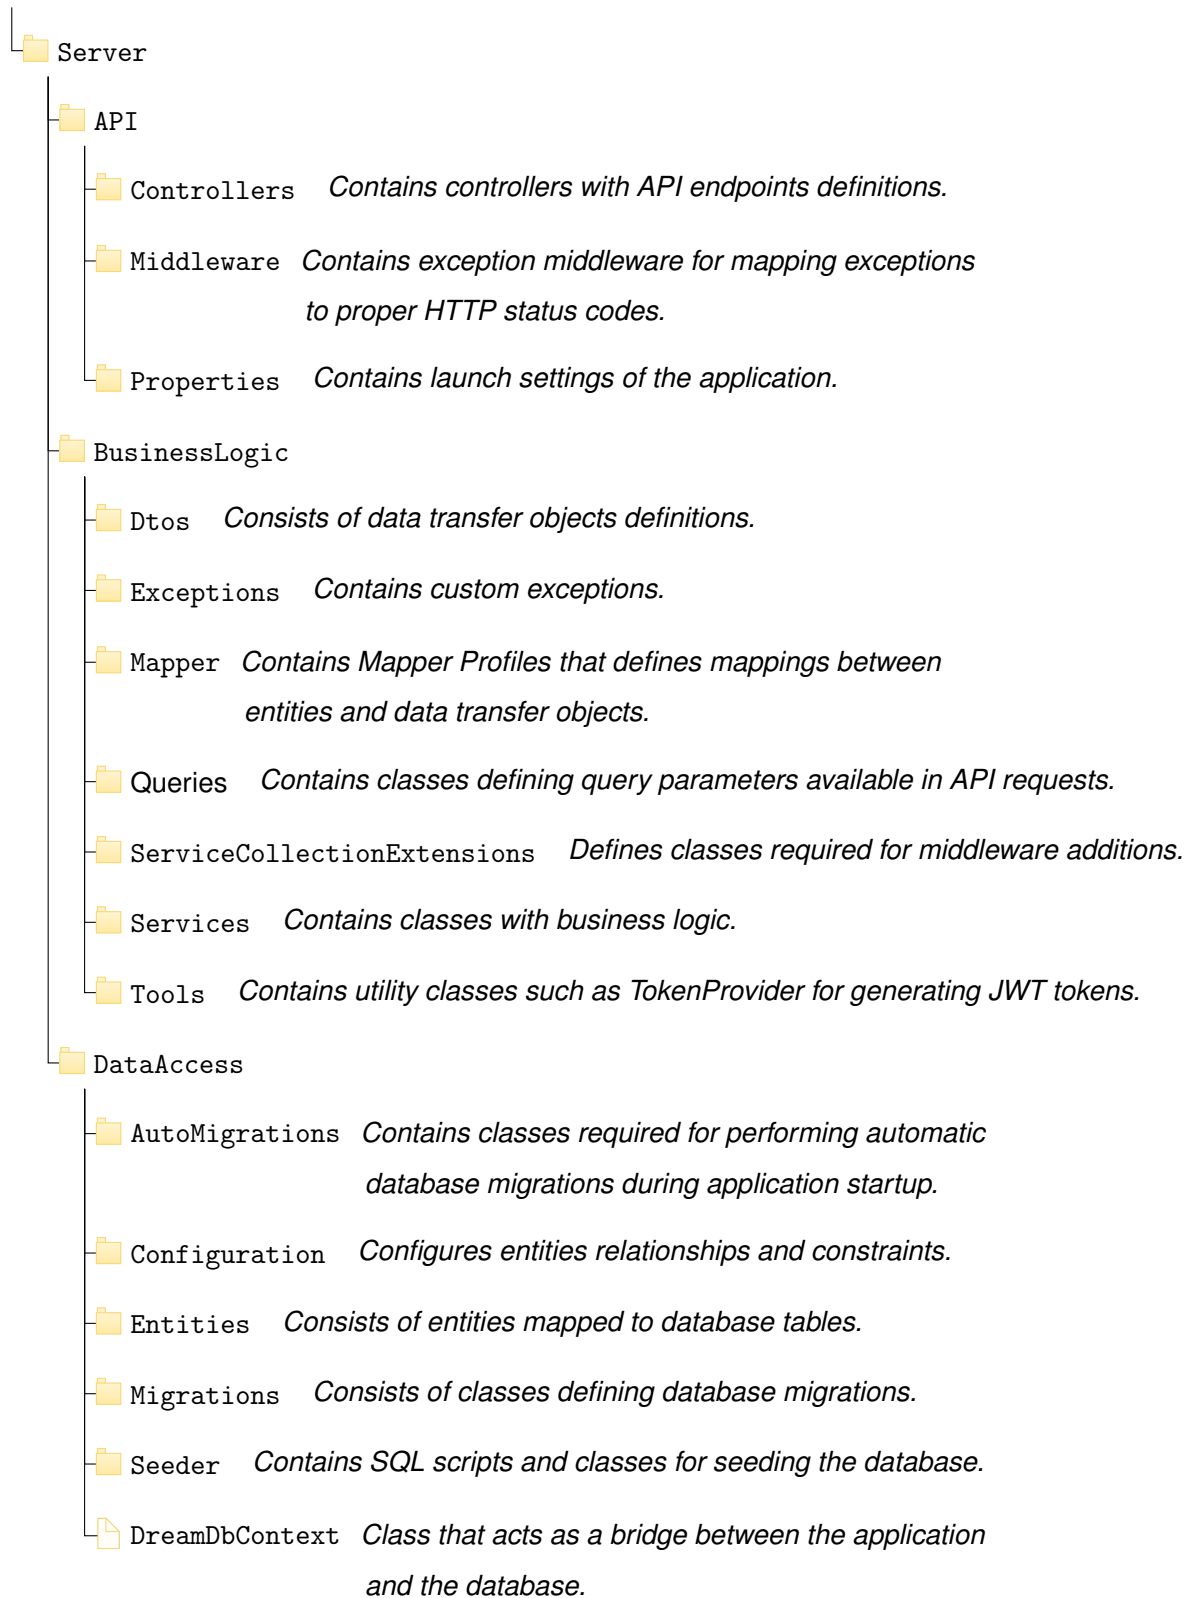 Server
API
Controllers Contains controllers with API endpoints definitions.
Middleware Contains exception middleware for mapping exceptions
to proper HTTP status codes.
Properties Contains launch settings of the application.
BusinessLogic
Dtos Consists of data transfer objects definitions.
Exceptions Contains custom exceptions.
Mapper Contains Mapper Profiles that defines mappings between
entities and data transfer objects.
Queries Contains classes defining query parameters available in API requests.
ServiceCollectionExtensions Defines classes required for middleware additions.
Services Contains classes with business logic.
Tools Contains utility classes such as TokenProvider for generating JWT tokens.
DataAccess
AutoMigrations Contains classes required for performing automatic
database migrations during application startup.
Configuration Configures entities relationships and constraints.
Entities Consists of entities mapped to database tables.
Migrations Consists of classes defining database migrations.
Seeder Contains SQL scripts and classes for seeding the database.
DreamDbContext Class that acts as a bridge between the application
and the database.